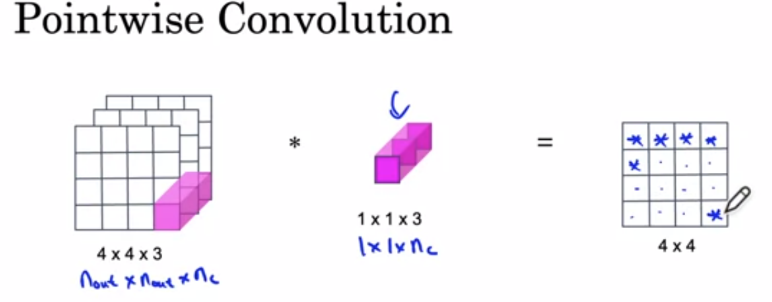 Pointwise Convolution
*
=
4 x 4 x 3
n_out x n_out x n_c
1 x 1 x 3
1 x 1 x n_c
4 x 4